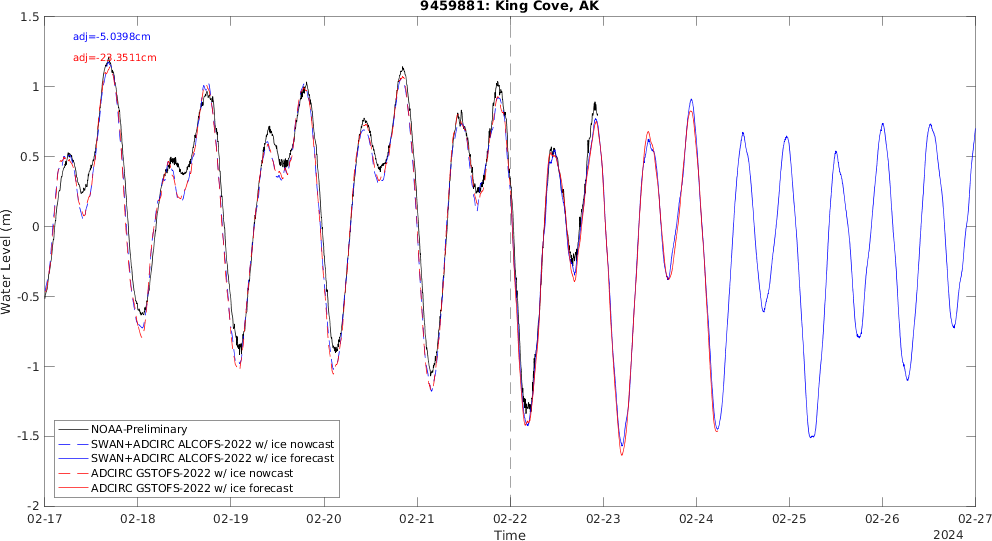 9459881: King Cove, AK
adj=-5.0398cm
adj=-23.3511cm
1.5
1
0.5
0
-0.5
-1
-1.5
-2
Water Level (m)
NOAA-Preliminary
SWAN+ADCIRC ALCOFS-2022 w/ ice nowcast
SWAN+ADCIRC ALCOFS-2022 w/ ice forecast
ADCIRC GSTOFS-2022 w/ ice nowcast
ADCIRC GSTOFS-2022 w/ ice forecast
02-17 02-18 02-19 02-20 02-21 02-22 02-23 02-24 02-25 02-26 02-27
Time
2024